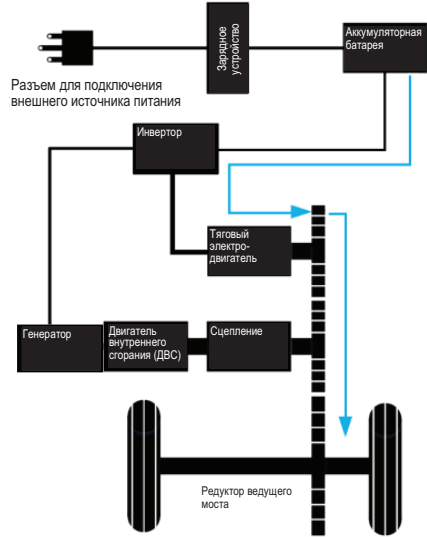 Зарядное
устройство
Аккумуляторная
батарея
Разъем для подключения
внешнего источника питания
Инвертор
Тяговый
электро-
двигатель
Генератор
Двигатель
внутреннего
сгорания (ДВС)
Сцепление
Редуктор ведущего
моста